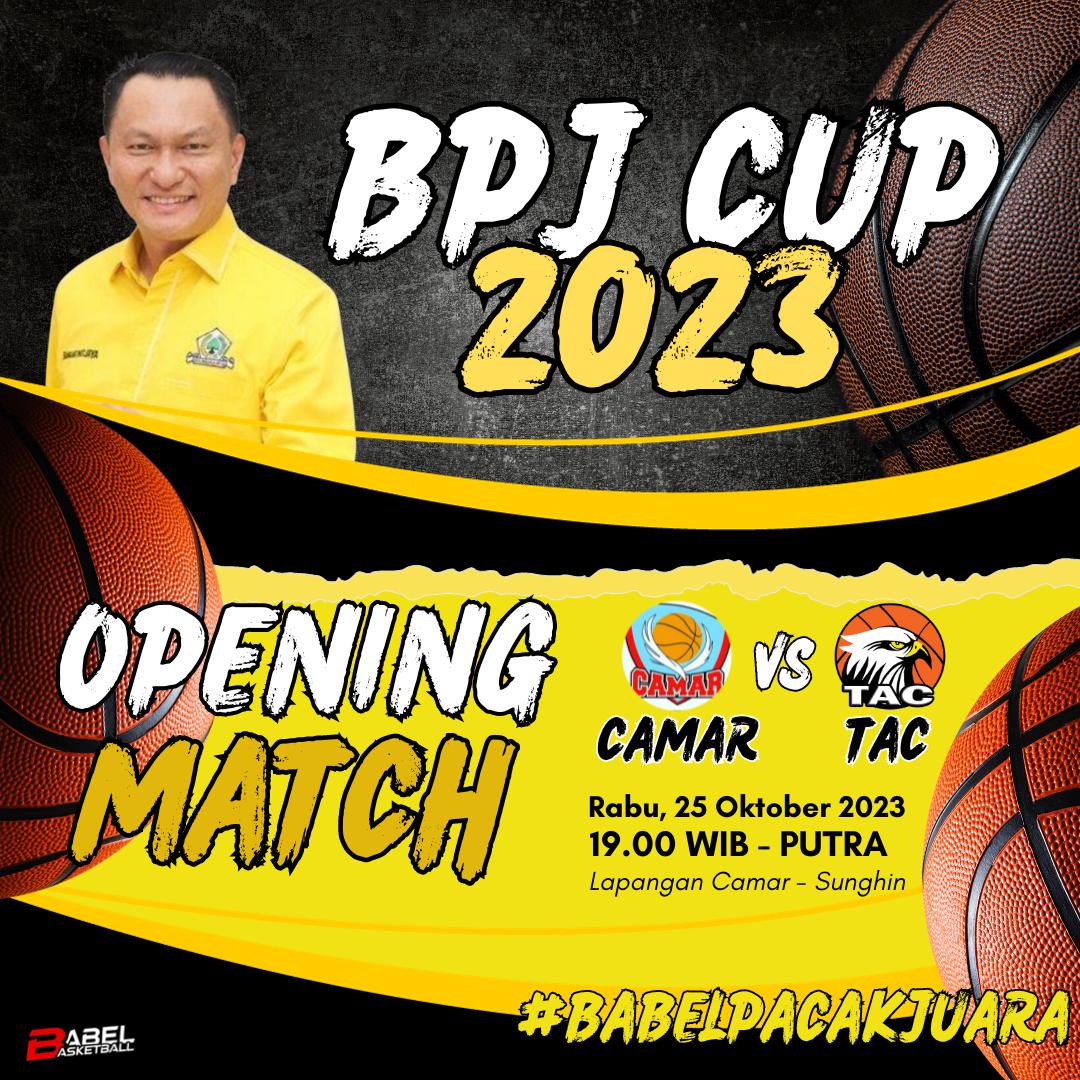 BPJ CUP
2023
OPENING
MATCH
CAMAR
VS
TAC
CAMAR
TAC
Rabu, 25 Oktober 2023
19.00 WIB - PUTRA
Lapangan Camar - Sunghin
#BABELPACAKJUARA
BABEL
BASKETBALL